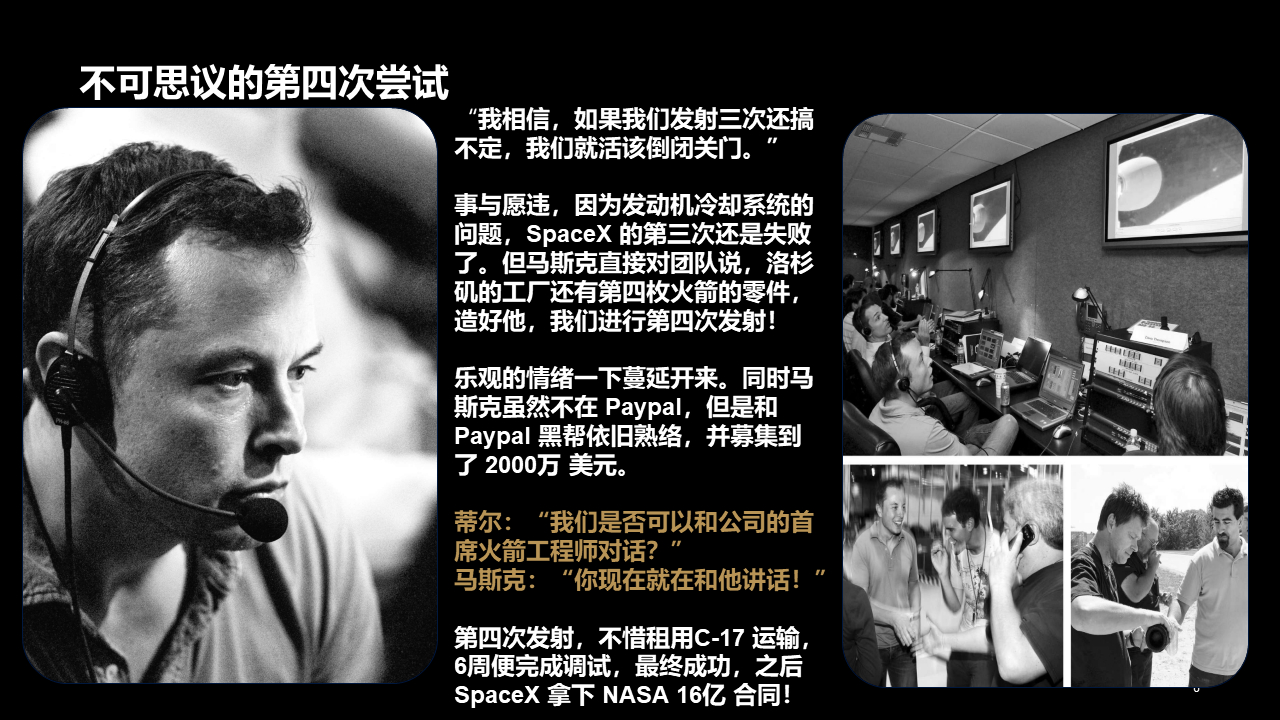 不可思议的第四次尝试
“我相信，如果我们发射三次还搞
不定，我们就活该倒闭关门。”
事与愿违，因为发动机冷却系统的
问题，SpaceX 的第三次还是失败
了。但马斯克直接对团队说，洛杉
矶的工厂还有第四枚火箭的零件，
造好他，我们进行第四次发射！
乐观的情绪一下蔓延开来。同时马
斯克虽然不在 Paypal，但是和
Paypal 黑帮依旧熟络，并募集到
了 2000万 美元。
蒂尔：“我们是否可以和公司的首
席火箭工程师对话？”
马斯克：“你现在就在和他讲话！”
第四次发射，不惜租用C-17 运输，
6周便完成调试，最终成功，之后
SpaceX 拿下 NASA 16亿 合同！